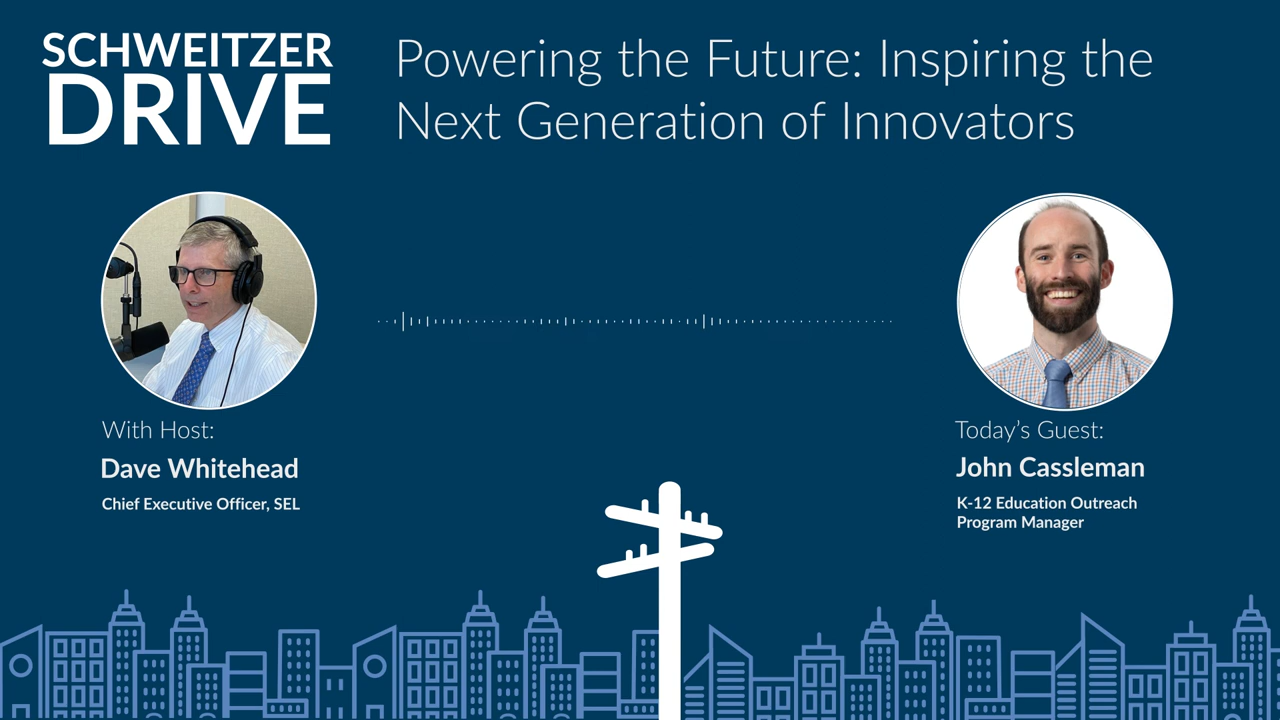 SCHWEITZER
DRIVE
Powering the Future: Inspiring the
Next Generation of Innovators
With Host:
Dave Whitehead
Chief Executive Officer, SEL
Today's Guest:
John Cassleman
K-12 Education Outreach
Program Manager